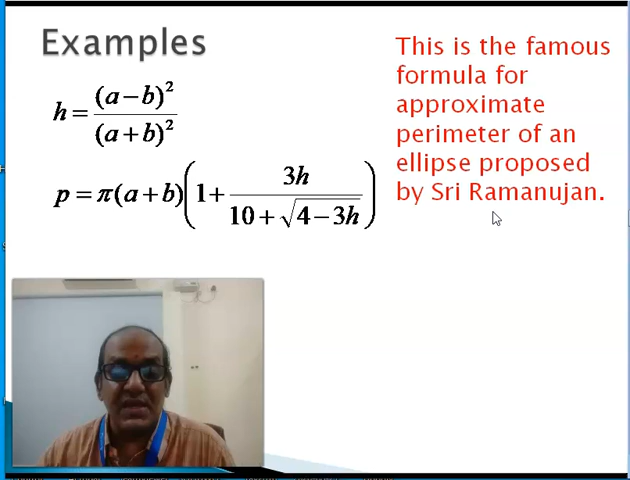 Examples
h = (a − b)² / (a + b)²
p = π(a + b)(1 + 3h / (10 + √(4 − 3h)))
This is the famous
formula for
approximate
perimeter of an
ellipse proposed
by Sri Ramanujan.